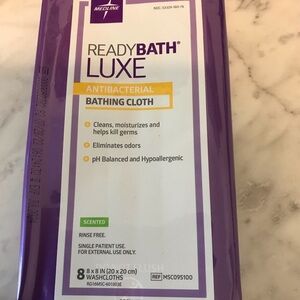 MEDLINE
READYBATH®
LUXE
ANTIBACTERIAL
BATHING CLOTH
Cleans, moisturizes and
helps kill germs
Eliminates odors
pH Balanced and Hypoallergenic
SCENTED
RINSE FREE.
SINGLE PATIENT USE.
FOR EXTERNAL USE ONLY.
8 8 x 8 IN (20 x 20 cm)
WASHCLOTHS
REF MSC095100